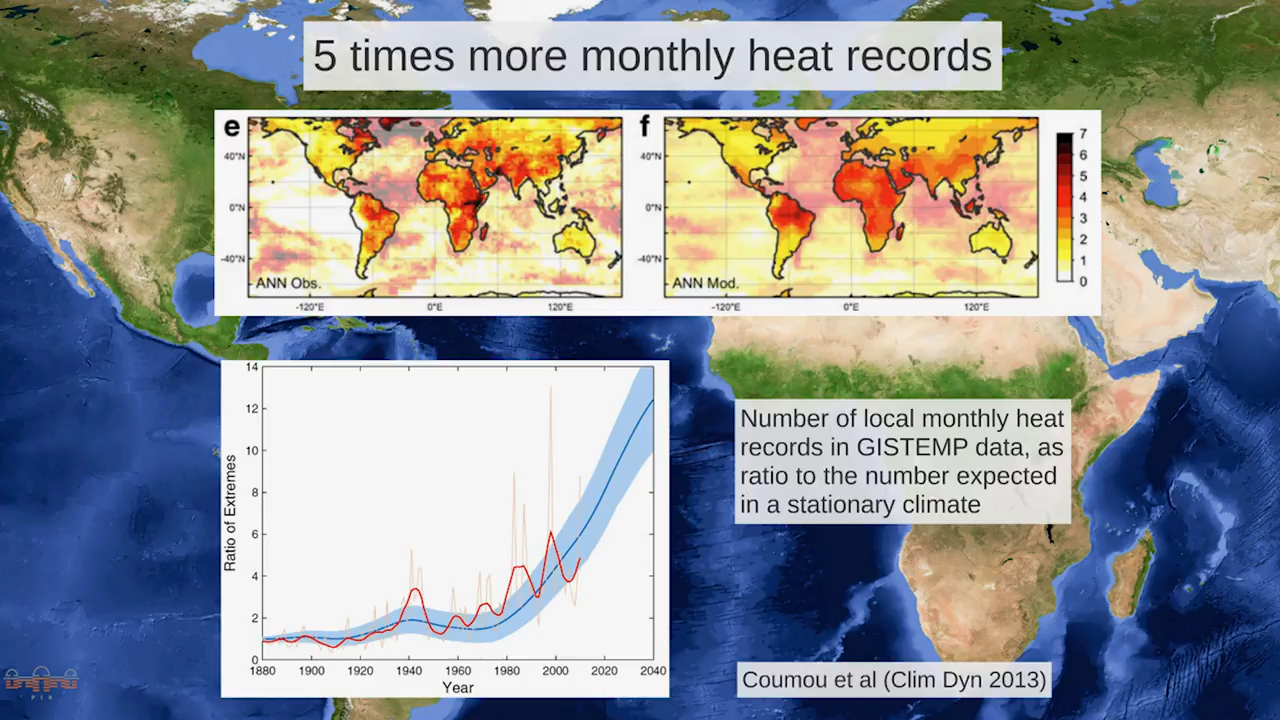 5 times more monthly heat records
e
f
40°N
0°N
-40°N
ANN Obs.
-120°E
0°E
120°E
40°N
0°N
-40°N
ANN Mod.
-120°E
0°E
120°E
7
6
5
4
3
2
1
0
14
12
10
8
6
4
2
0
Ratio of Extremes
1880
1900
1920
1940
1960
1980
2000
2020
2040
Year
Number of local monthly heat
records in GISTEMP data, as
ratio to the number expected
in a stationary climate
Coumou et al (Clim Dyn 2013)
P I K